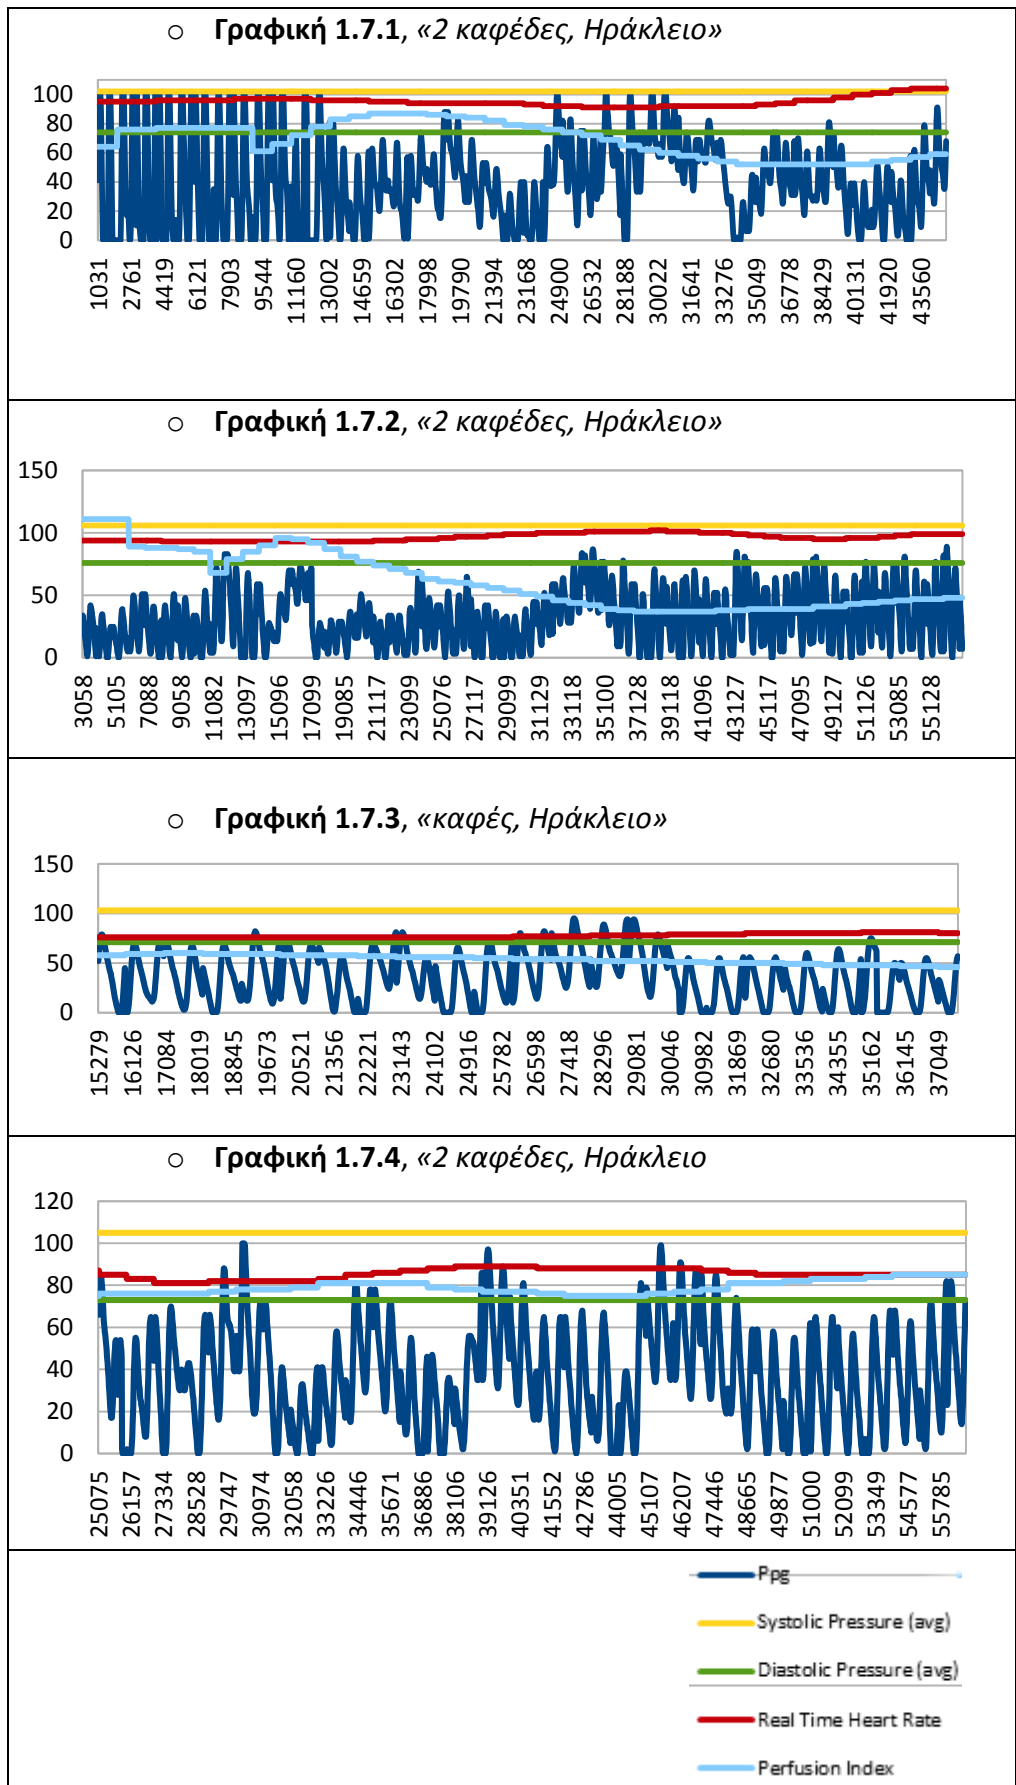 o Γραφική 1.7.1, «2 καφέδες, Ηράκλειο»
100
80
60
40
20
0
1031 2761 4419 6121 7903 9544 11160 13002 14659 16302 17998 19790 21394 23168 24900 26532 28188 30022 31641 33276 35049 36778 38429 40131 41920 43560
o Γραφική 1.7.2, «2 καφέδες, Ηράκλειο»
150
100
50
0
3058 5105 7088 9058 11082 13097 15096 17099 19085 21117 23099 25076 27117 29099 31129 33118 35100 37128 39118 41096 43127 45117 47095 49127 51126 53085 55128
o Γραφική 1.7.3, «καφές, Ηράκλειο»
150
100
50
0
15279 16126 17084 18019 18845 19673 20521 21356 22221 23143 24102 24916 25782 26598 27418 28296 29081 30046 30982 31869 32680 33536 34355 35162 36145 37049
o Γραφική 1.7.4, «2 καφέδες, Ηράκλειο
120
100
80
60
40
20
0
25075 26157 27334 28528 29747 30974 32058 33226 34446 35671 36886 38106 39126 40351 41552 42786 44005 45107 46207 47446 48665 49877 51000 52099 53349 54577 55785
Ppg
Systolic Pressure (avg)
Diastolic Pressure (avg)
Real Time Heart Rate
Perfusion Index